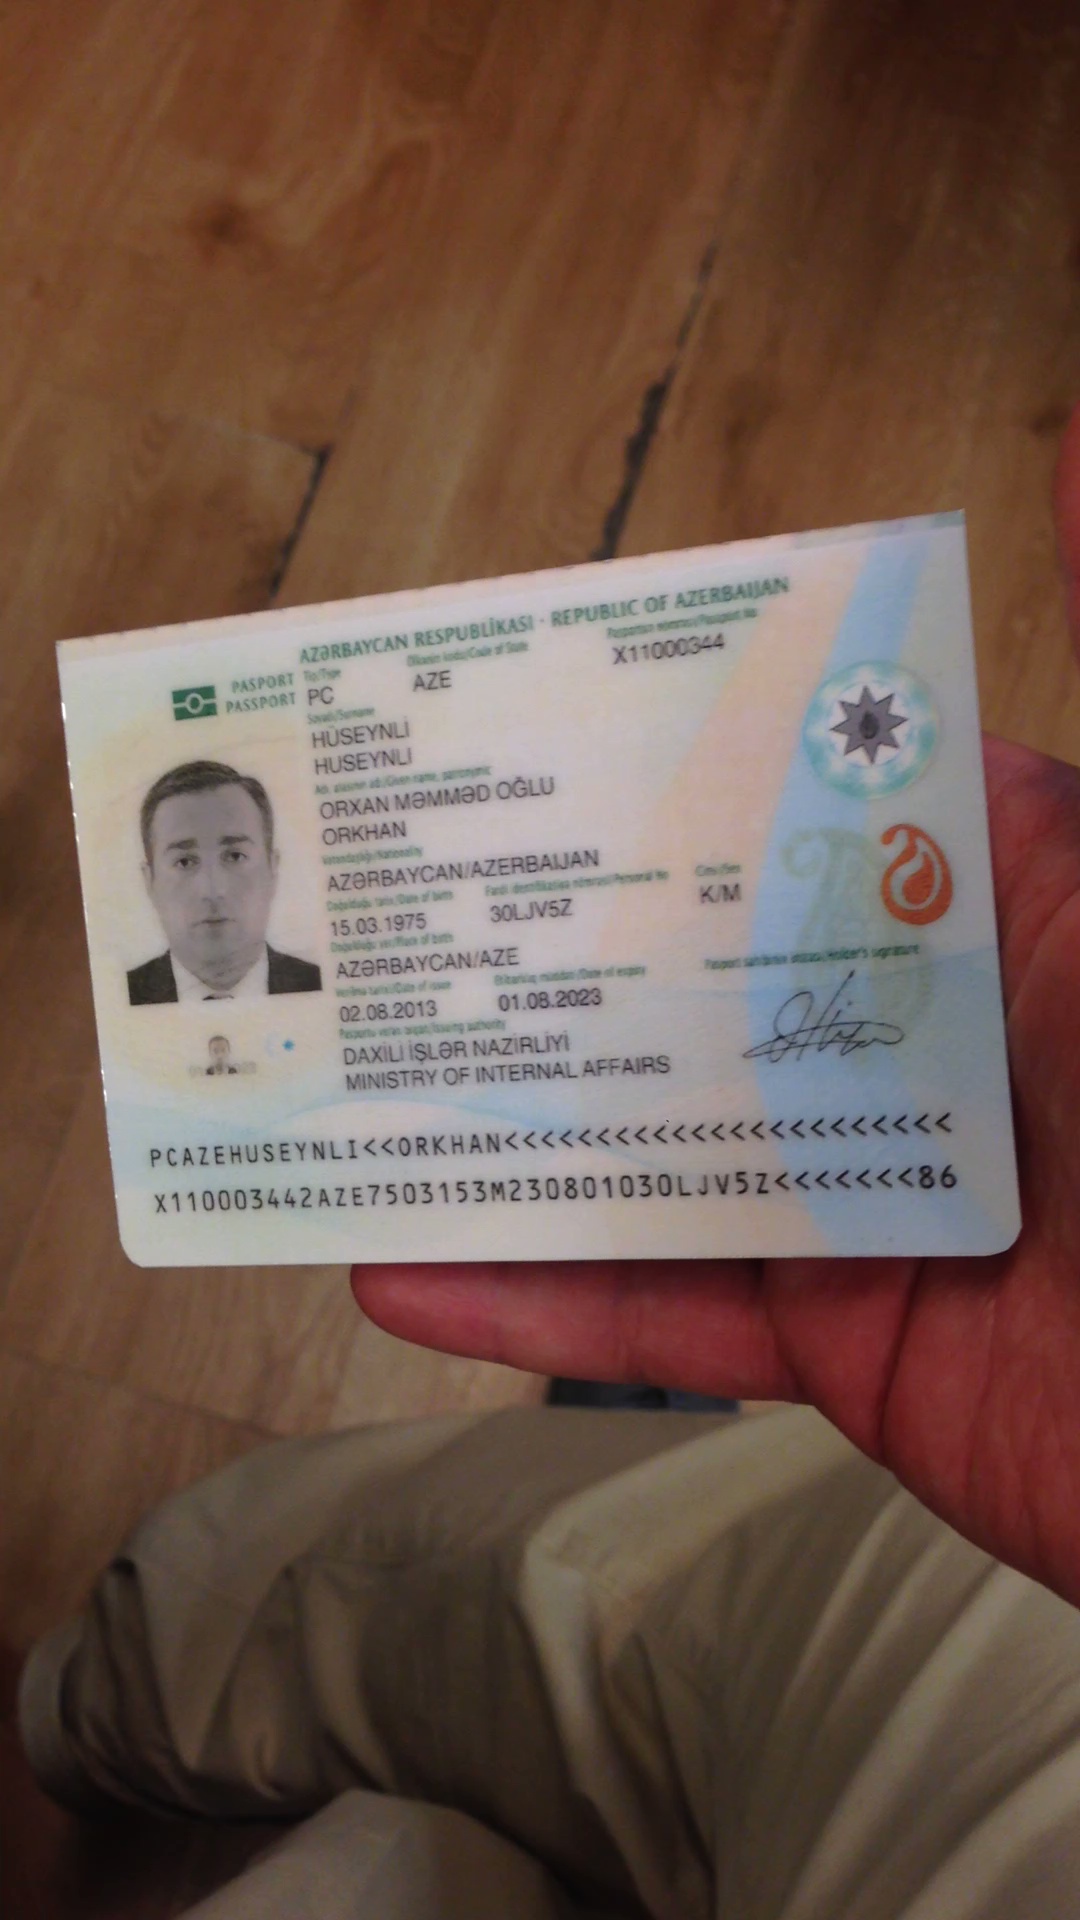 AZƏRBAYCAN RESPUBLİKASI · REPUBLIC OF AZERBAIJAN
PASPORT
PASSPORT
Tip/Type
PC
Ölkənin kodu/Code of State
AZE
Pasportun nömrəsi/Passport No
X11000344
Soyadı/Surname
HÜSEYNLİ
HUSEYNLI
Adı, atasının adı/Given name, patronymic
ORXAN MƏMMƏD OĞLU
ORKHAN
Vətəndaşlığı/Nationality
AZƏRBAYCAN/AZERBAIJAN
Doğulduğu tarix/Date of birth
15.03.1975
Fərdi identifikasiya nömrəsi/Personal No
30LJV5Z
Cinsi/Sex
K/M
Doğulduğu yer/Place of birth
AZƏRBAYCAN/AZE
Verilmə tarixi/Date of issue
02.08.2013
Etibarlılıq müddəti/Date of expiry
01.08.2023
Pasport sahibinin imzası/Holder's signature
Pasportu verən orqan/Issuing authority
DAXİLİ İŞLƏR NAZİRLİYİ
MINISTRY OF INTERNAL AFFAIRS
PCAZEHUSEYNLI<<ORKHAN<<<<<<<<<<<<<<<<<<<<<<<
X110003442AZE7503153M230801030LJV5Z<<<<<<<86